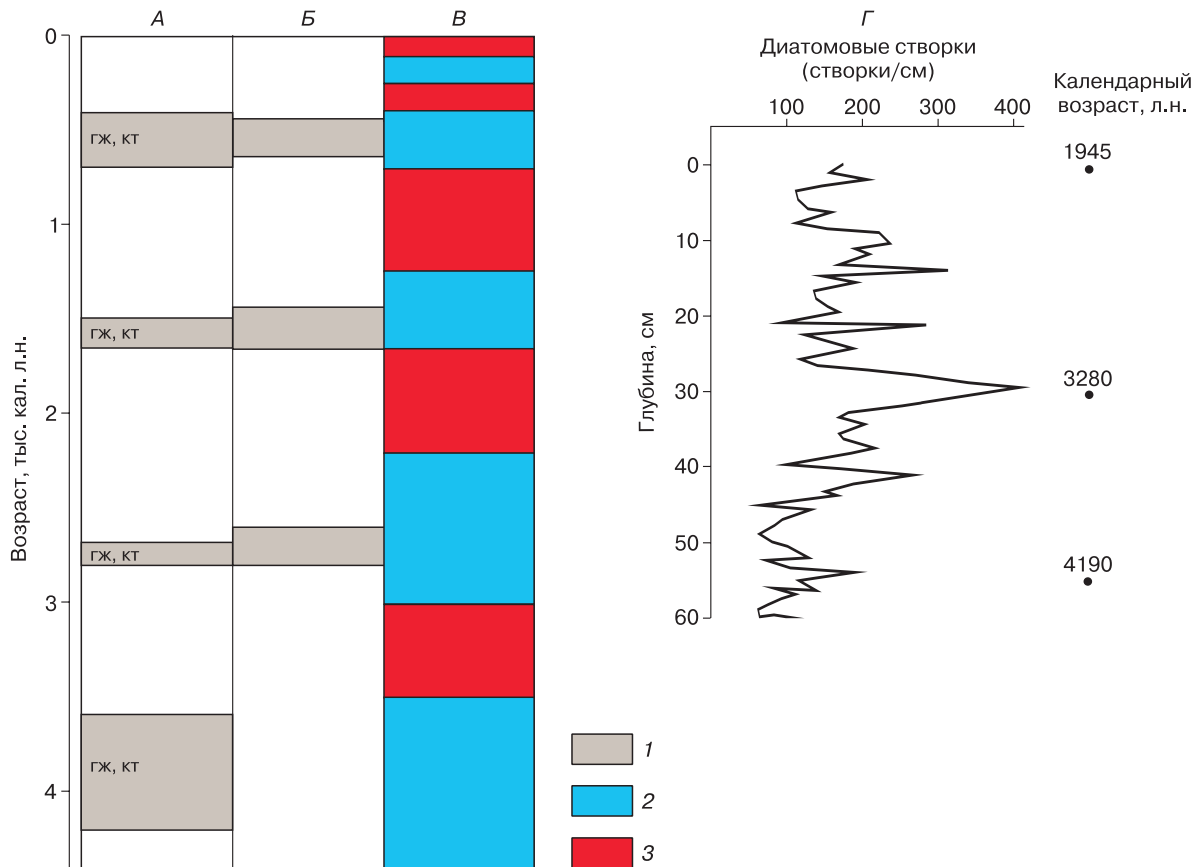 А
Б
В
Г
Возраст, тыс. кал. л.н.
0
1
2
3
4
гж, кт
гж, кт
гж, кт
гж, кт
1
2
3
Диатомовые створки
(створки/см)
100 200 300 400
Глубина, см
0
10
20
30
40
50
60
Календарный
возраст, л.н.
1945
3280
4190